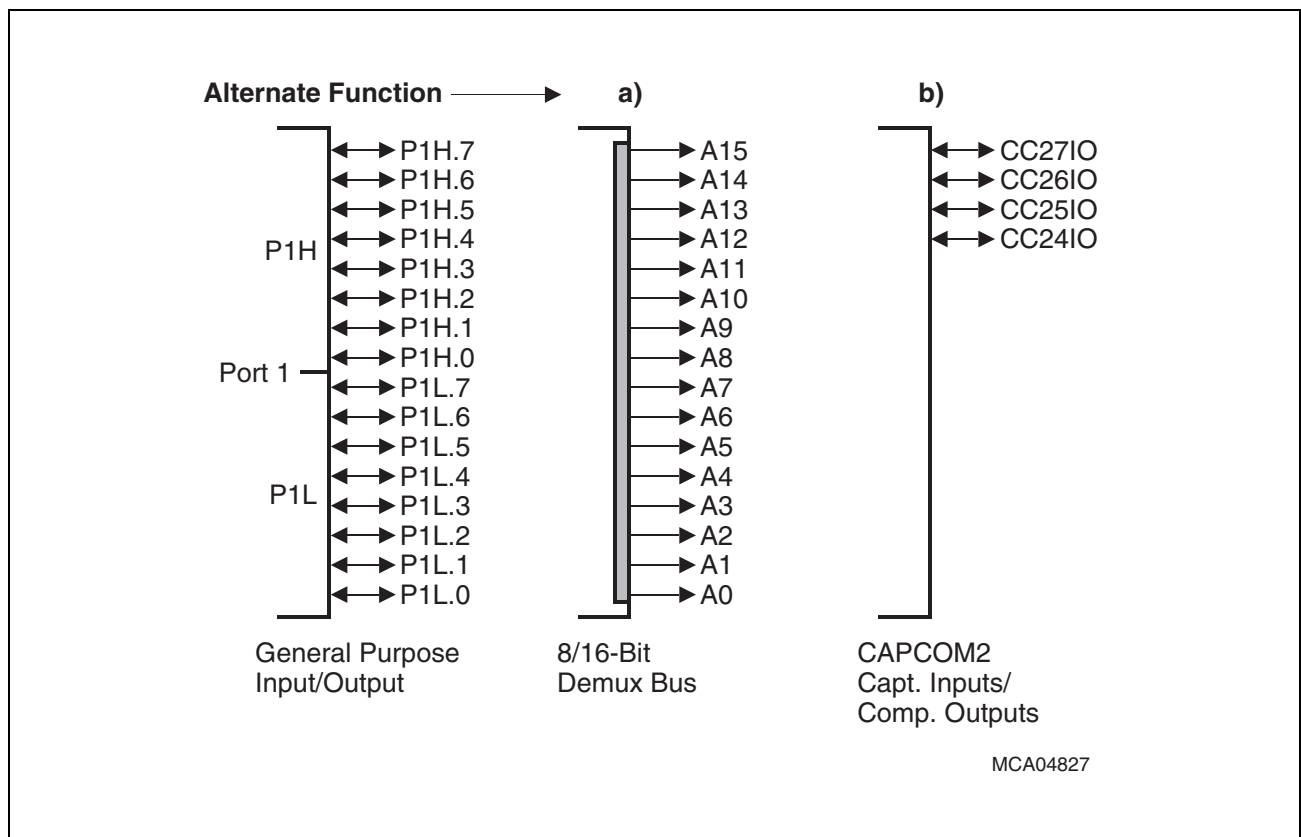 Alternate Function a) b)
P1H.7 A15 CC27IO
P1H.6 A14 CC26IO
P1H.5 A13 CC25IO
P1H.4 A12 CC24IO
P1H
P1H.3 A11
P1H.2 A10
P1H.1 A9
P1H.0 A8
Port 1
P1L.7 A7
P1L.6 A6
P1L.5 A5
P1L.4 A4
P1L
P1L.3 A3
P1L.2 A2
P1L.1 A1
P1L.0 A0
General Purpose
Input/Output
8/16-Bit
Demux Bus
CAPCOM2
Capt. Inputs/
Comp. Outputs
MCA04827